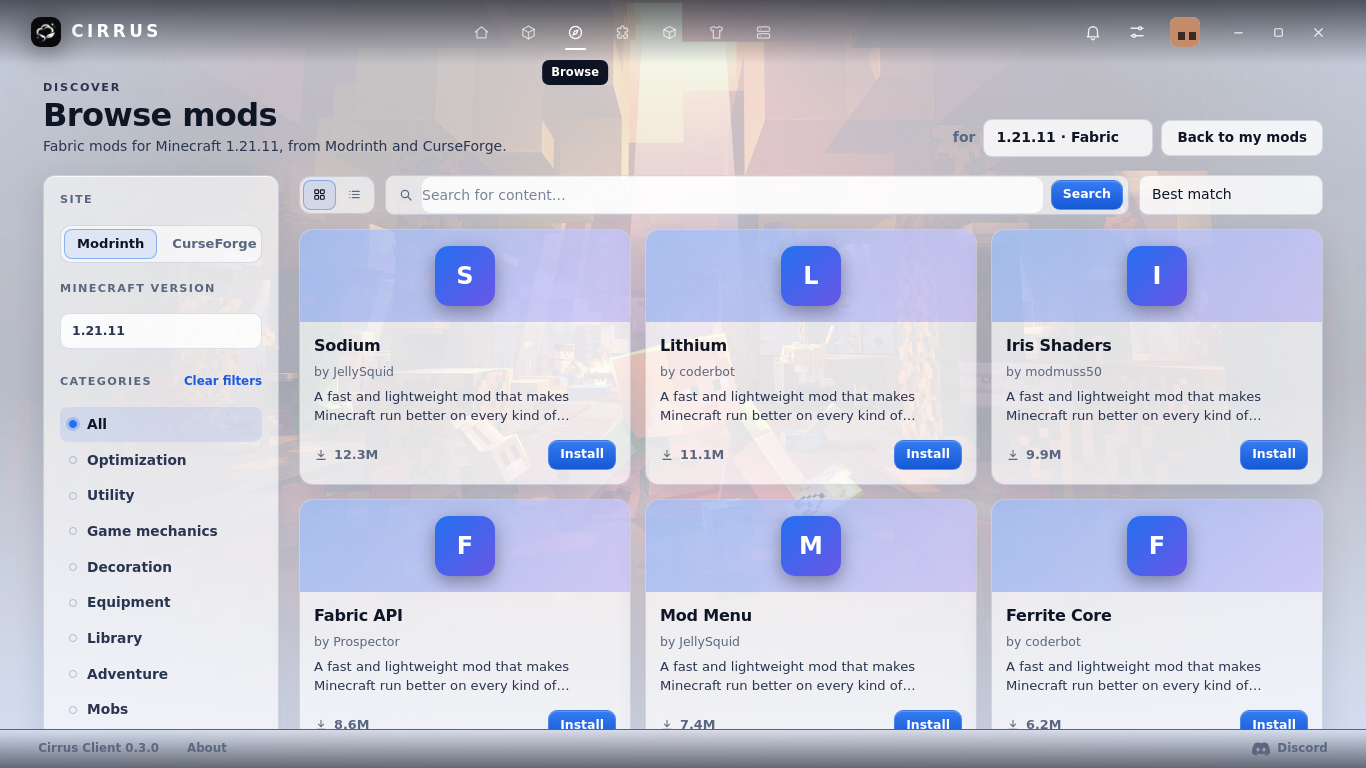 CIRRUS
Browse
DISCOVER
Browse mods
Fabric mods for Minecraft 1.21.11, from Modrinth and CurseForge.
for
1.21.11 · Fabric
Back to my mods
SITE
Modrinth
CurseForge
MINECRAFT VERSION
1.21.11
CATEGORIES
Clear filters
All
Optimization
Utility
Game mechanics
Decoration
Equipment
Library
Adventure
Mobs
Search for content...
Search
Best match
S
Sodium
by JellySquid
A fast and lightweight mod that makes
Minecraft run better on every kind of...
12.3M
Install
L
Lithium
by coderbot
A fast and lightweight mod that makes
Minecraft run better on every kind of...
11.1M
Install
I
Iris Shaders
by modmuss50
A fast and lightweight mod that makes
Minecraft run better on every kind of...
9.9M
Install
F
Fabric API
by Prospector
A fast and lightweight mod that makes
Minecraft run better on every kind of...
8.6M
Install
M
Mod Menu
by JellySquid
A fast and lightweight mod that makes
Minecraft run better on every kind of...
7.4M
Install
F
Ferrite Core
by coderbot
A fast and lightweight mod that makes
Minecraft run better on every kind of...
6.2M
Install
Cirrus Client 0.3.0
About
Discord